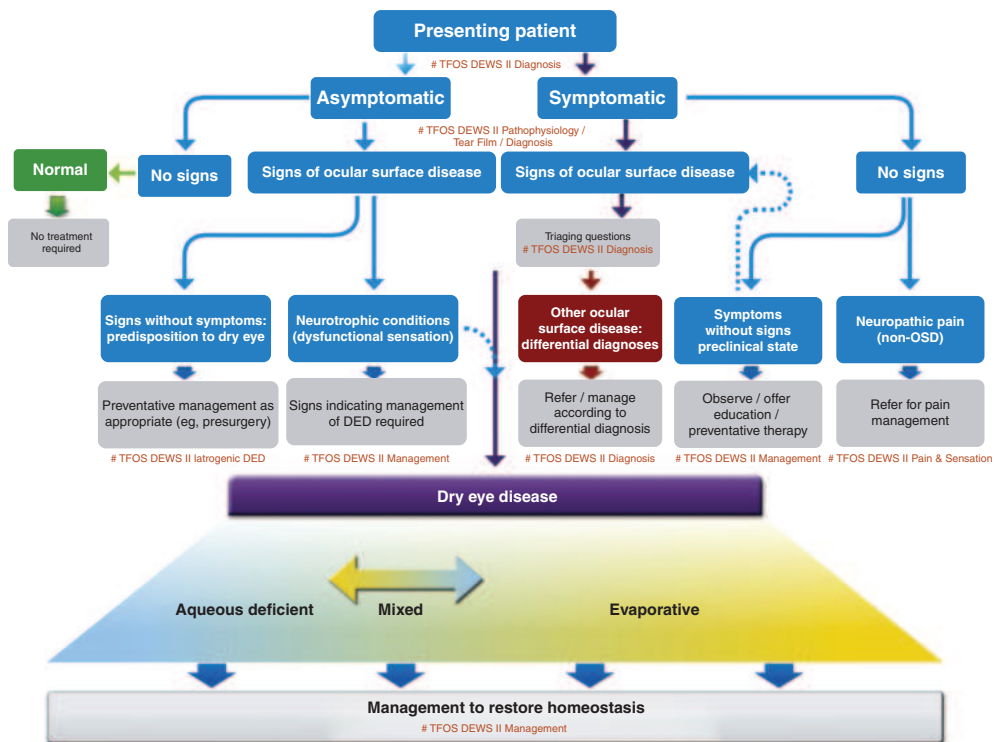 Presenting patient
# TFOS DEWS II Diagnosis
Asymptomatic
Symptomatic
# TFOS DEWS II Pathophysiology /
Tear Film / Diagnosis
Normal
No signs
Signs of ocular surface disease
Signs of ocular surface disease
No signs
No treatment
required
Triaging questions
# TFOS DEWS II Diagnosis
Signs without symptoms:
predisposition to dry eye
Neurotrophic conditions
(dysfunctional sensation)
Other ocular
surface disease:
differential diagnoses
Symptoms
without signs
preclinical state
Neuropathic pain
(non-OSD)
Preventative management as
appropriate (eg, presurgery)
Signs indicating management
of DED required
Refer / manage
according to
differential diagnosis
Observe / offer
education /
preventative therapy
Refer for pain
management
# TFOS DEWS II Iatrogenic DED
# TFOS DEWS II Management
# TFOS DEWS II Diagnosis
# TFOS DEWS II Management
# TFOS DEWS II Pain & Sensation
Dry eye disease
Aqueous deficient
Mixed
Evaporative
Management to restore homeostasis
# TFOS DEWS II Management